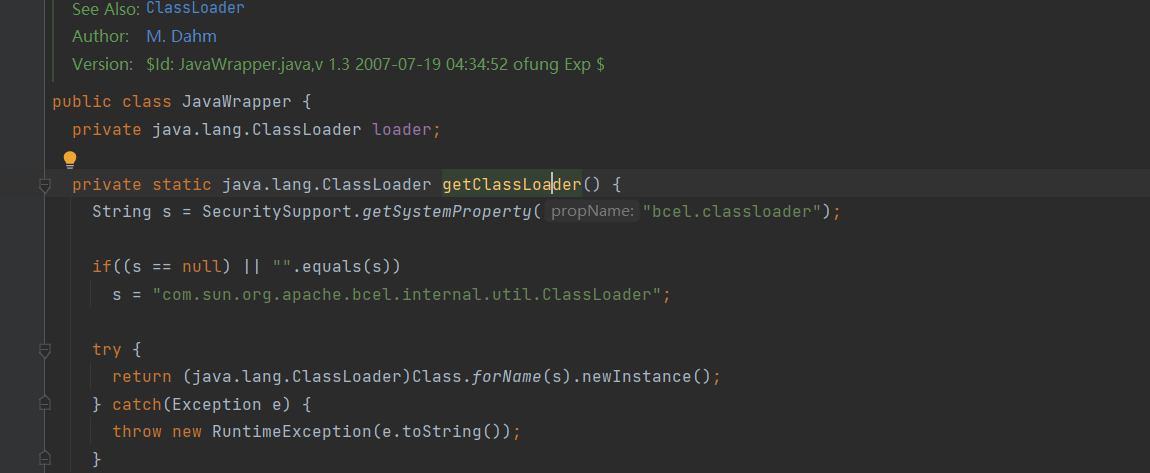 See Also: ClassLoader
Author: M. Dahm
Version: $Id: JavaWrapper.java,v 1.3 2007-07-19 04:34:52 ofung Exp $
public class JavaWrapper {
private java.lang.ClassLoader loader;
private static java.lang.ClassLoader getClassLoader() {
String s = SecuritySupport.getSystemProperty( propName: "bcel.classloader");
if((s == null) || "".equals(s))
s = "com.sun.org.apache.bcel.internal.util.ClassLoader";
try {
return (java.lang.ClassLoader)Class.forName(s).newInstance();
} catch(Exception e) {
throw new RuntimeException(e.toString());
}